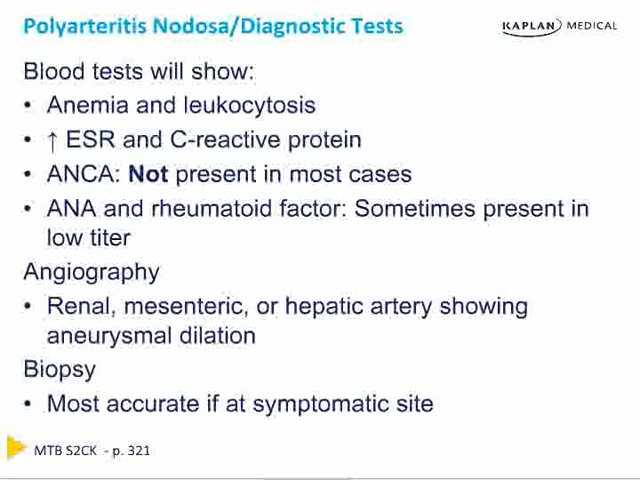 Polyarteritis Nodosa/Diagnostic Tests
KAPLAN MEDICAL
Blood tests will show:
• Anemia and leukocytosis
• ↑ ESR and C-reactive protein
• ANCA: Not present in most cases
• ANA and rheumatoid factor: Sometimes present in
low titer
Angiography
• Renal, mesenteric, or hepatic artery showing
aneurysmal dilation
Biopsy
• Most accurate if at symptomatic site
MTB S2CK - p. 321